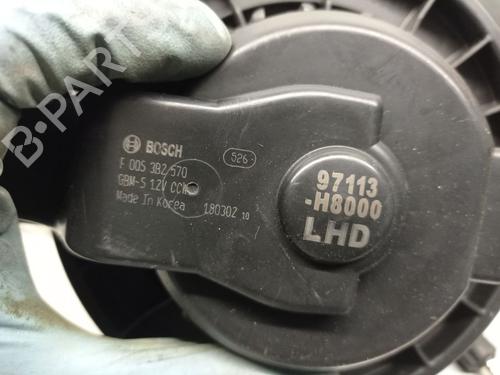 BOSCH
F 005 3B2 570
GBM-S 12V CCW
Made In Korea
180302 10
526
97113
-H8000
LHD
B-PARTS